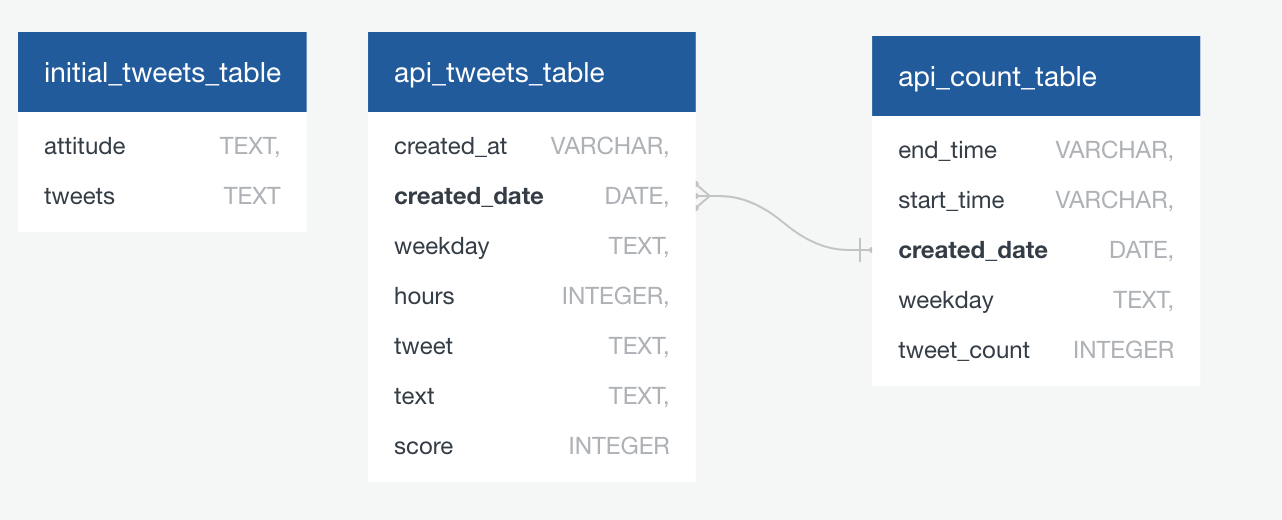 initial_tweets_table
attitude TEXT,
tweets TEXT
api_tweets_table
created_at VARCHAR,
created_date DATE,
weekday TEXT,
hours INTEGER,
tweet TEXT,
text TEXT,
score INTEGER
api_count_table
end_time VARCHAR,
start_time VARCHAR,
created_date DATE,
weekday TEXT,
tweet_count INTEGER